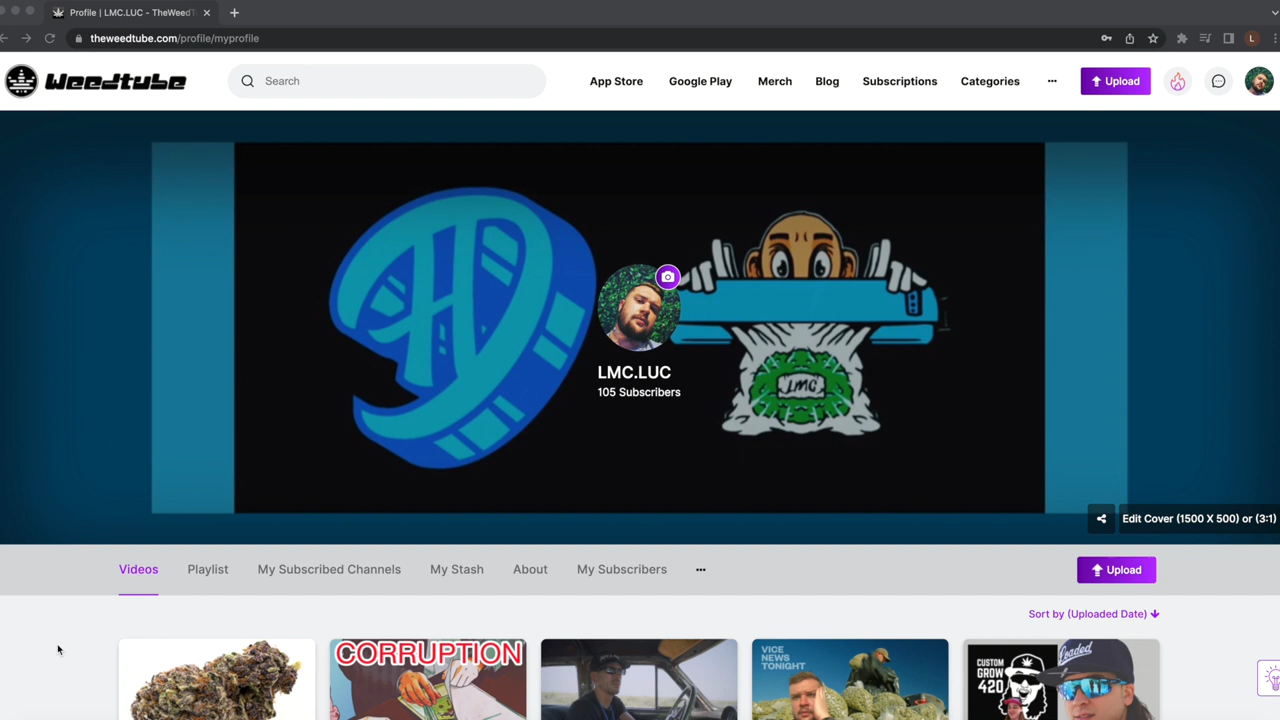 Profile | LMC.LUC - TheWeedT
theweedtube.com/profile/myprofile
L
Weedtube
Search
App Store
Google Play
Merch
Blog
Subscriptions
Categories
Upload
LMC
LMC.LUC
105 Subscribers
Edit Cover (1500 X 500) or (3:1)
Videos
Playlist
My Subscribed Channels
My Stash
About
My Subscribers
Upload
Sort by (Uploaded Date)
CORRUPTION
VICE
NEWS
TONIGHT
CUSTOM
GROW
420
Loaded